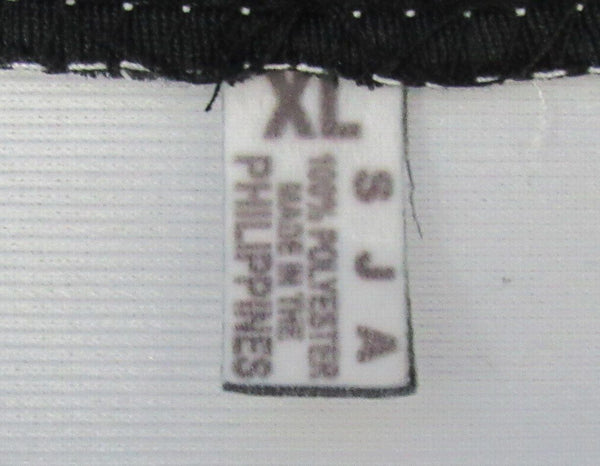 XL
S J A
100% POLYESTER
MADE IN THE
PHILIPPINES